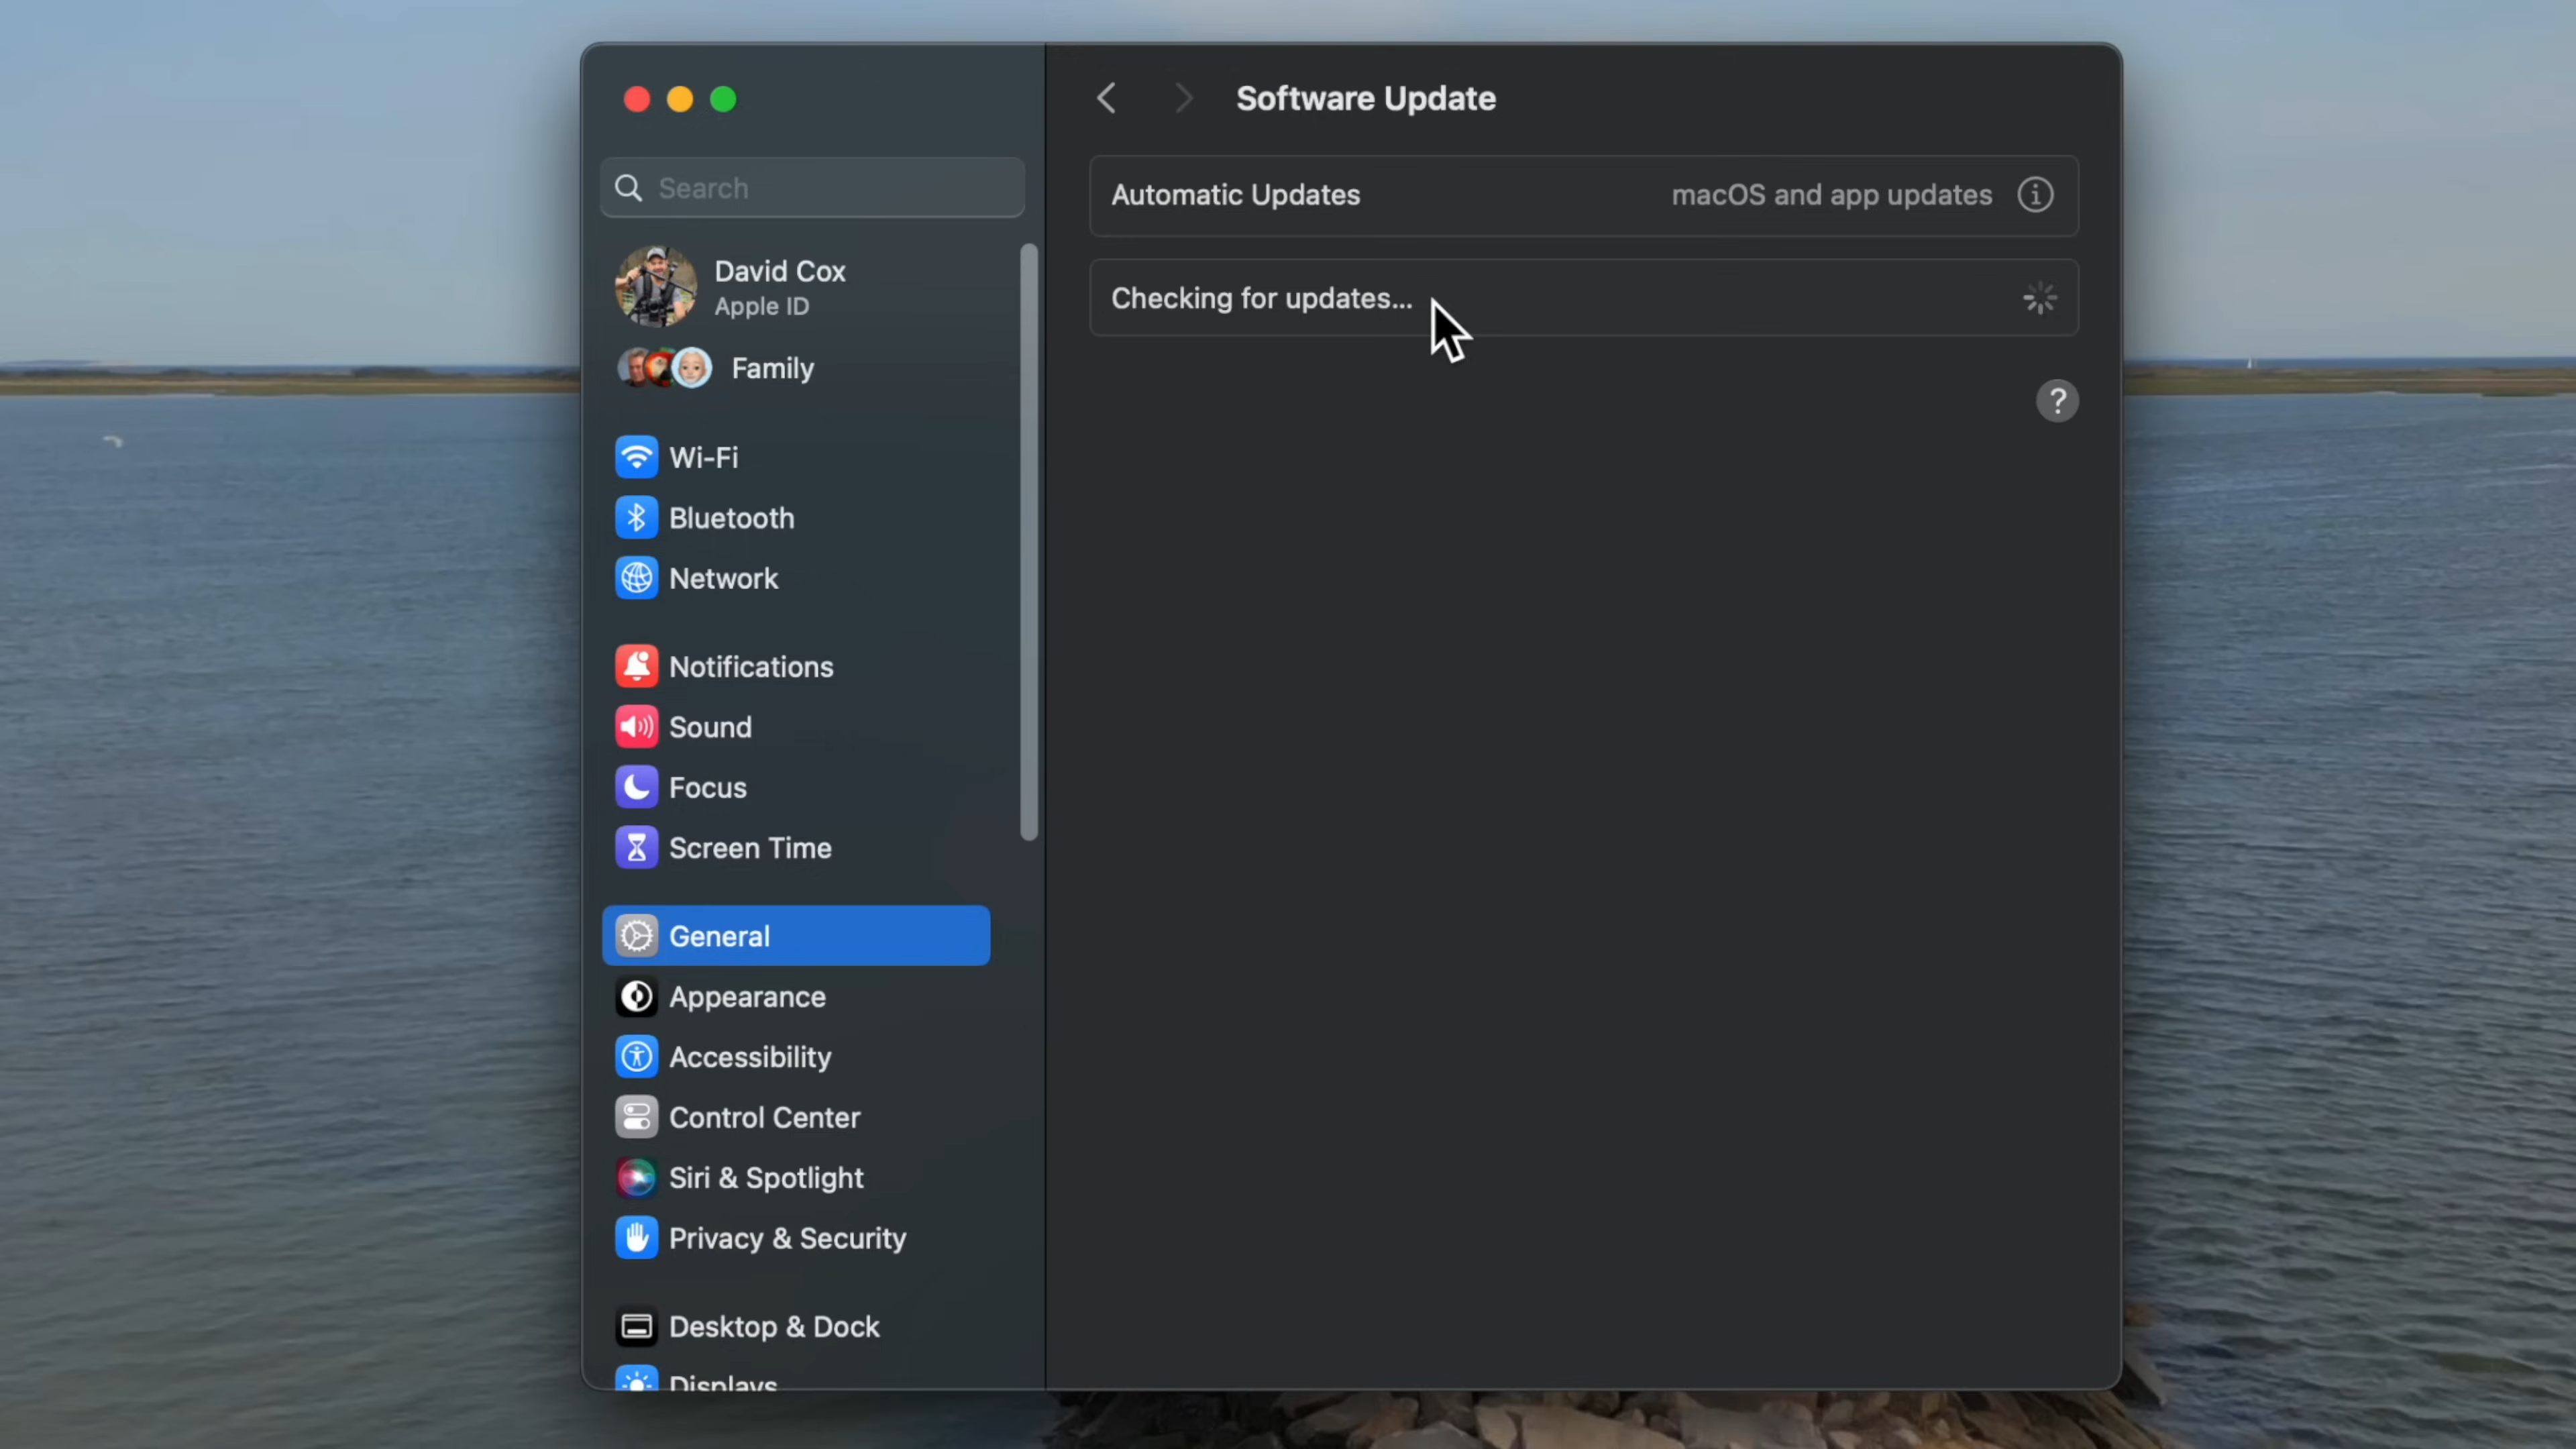 Software Update
Search
Automatic Updates
macOS and app updates
David Cox
Apple ID
Checking for updates...
Family
?
Wi-Fi
Bluetooth
Network
Notifications
Sound
Focus
Screen Time
General
Appearance
Accessibility
Control Center
Siri & Spotlight
Privacy & Security
Desktop & Dock
Displays